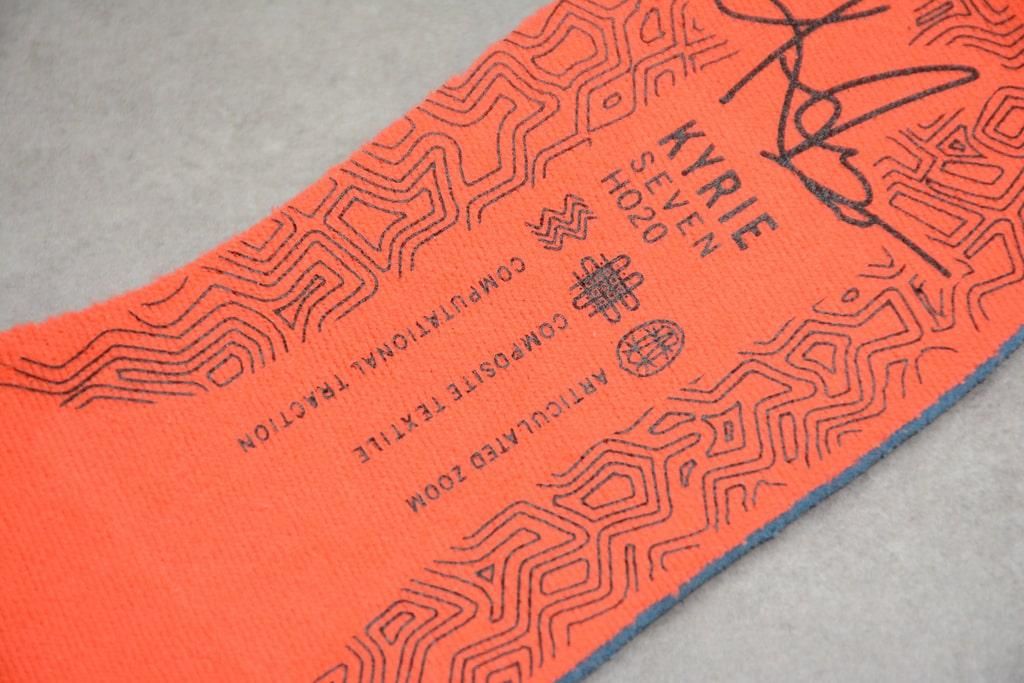 KYRIE
SEVEN
HO20
COMPUTATIONAL TRACTION
COMPOSITE TEXTILE
ARTICULATED ZOOM